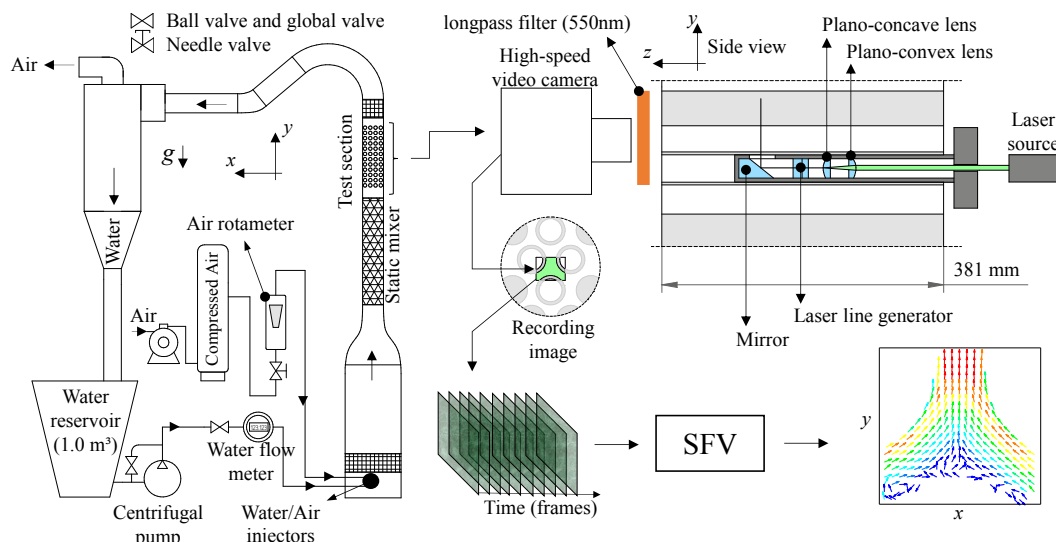 Ball valve and global valve
Needle valve
Air
g
x
y
Test section
Static mixer
Water
Air rotameter
Compressed Air
Air
Water
reservoir
(1.0 m³)
Water flow
meter
Centrifugal
pump
Water/Air
injectors
longpass filter (550nm)
High-speed
video camera
z
y
Side view
Plano-concave lens
Plano-convex lens
Laser
source
381 mm
Laser line generator
Mirror
Recording
image
Time (frames)
SFV
y
x